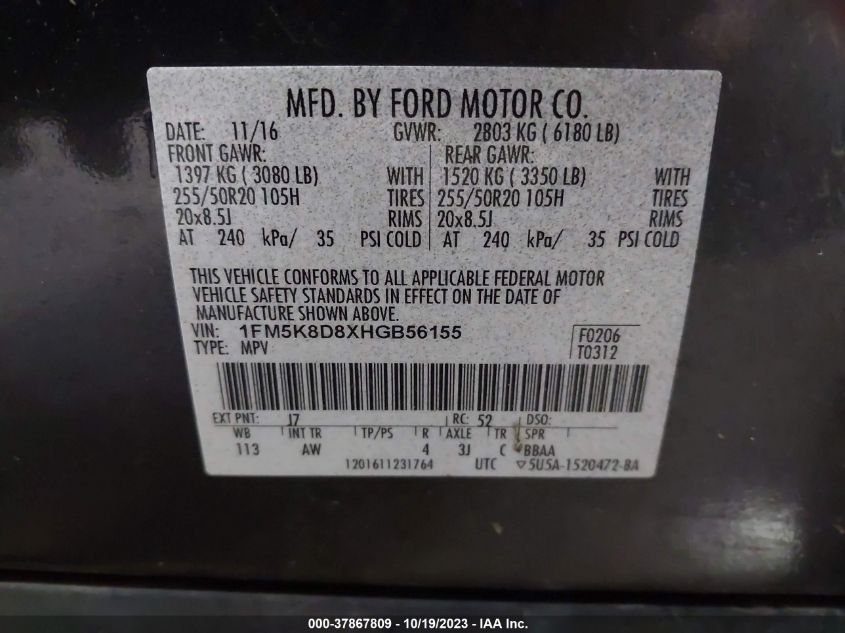 MFD. BY FORD MOTOR CO.
DATE: 11/16 GVWR: 2803 KG ( 6180 LB)
FRONT GAWR: REAR GAWR:
1397 KG ( 3080 LB) WITH 1520 KG ( 3350 LB) WITH
255/50R20 105H TIRES 255/50R20 105H TIRES
20x8.5J RIMS 20x8.5J RIMS
AT 240 kPa/ 35 PSI COLD AT 240 kPa/ 35 PSI COLD
THIS VEHICLE CONFORMS TO ALL APPLICABLE FEDERAL MOTOR
VEHICLE SAFETY STANDARDS IN EFFECT ON THE DATE OF
MANUFACTURE SHOWN ABOVE.
VIN: 1FM5K8D8XHGB56155 F0206
TYPE: MPV T0312
EXT PNT: J7 RC: 52 DSO:
WB INT TR TP/PS R AXLE TR SPR
113 AW 4 3J C BBAA
1201611231764 UTC ▽5U5A-1520472-BA
000-37867809 - 10/19/2023 - IAA Inc.